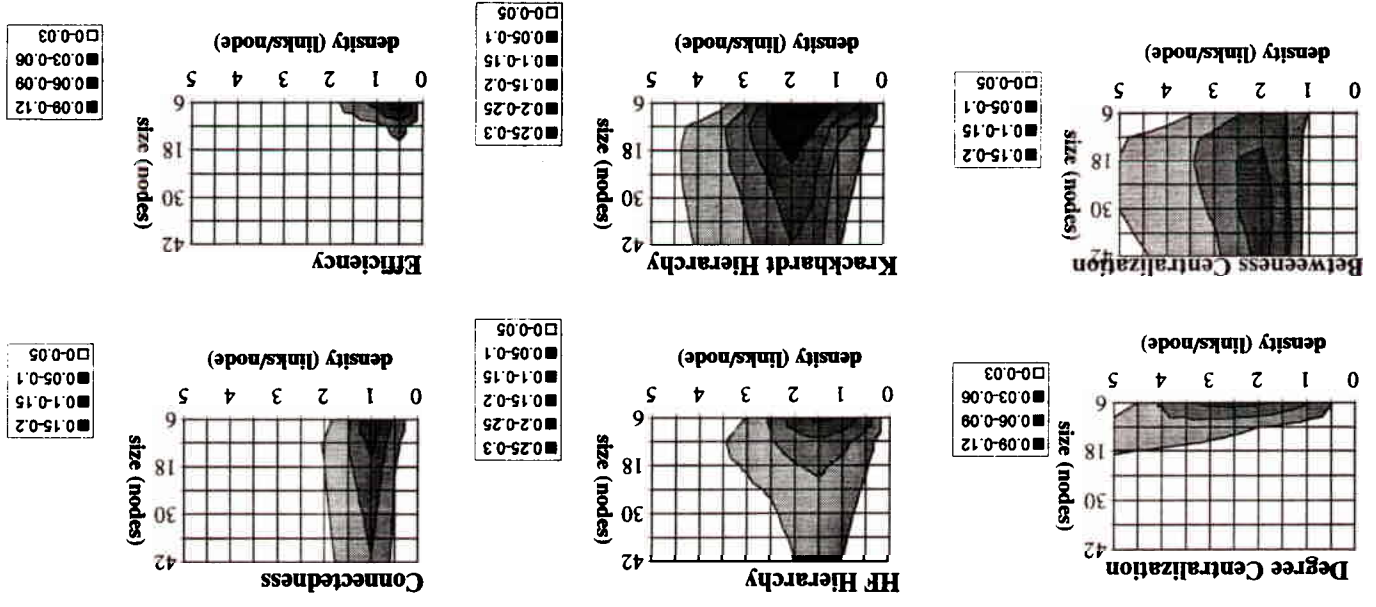 Degree Centralization
42
30
18
6
size (nodes)
0 1 2 3 4 5
density (links/node)
0.09-0.12
0.06-0.09
0.03-0.06
0-0.03
HF Hierarchy
42
30
18
6
size (nodes)
0 1 2 3 4 5
density (links/node)
0.25-0.3
0.2-0.25
0.15-0.2
0.1-0.15
0.05-0.1
0-0.05
Connectedness
42
30
18
6
size (nodes)
0 1 2 3 4 5
density (links/node)
0.15-0.2
0.1-0.15
0.05-0.1
0-0.05
Betweeness Centralization
42
30
18
6
size (nodes)
0 1 2 3 4 5
density (links/node)
0.15-0.2
0.1-0.15
0.05-0.1
0-0.05
Krackhardt Hierarchy
42
30
18
6
size (nodes)
0 1 2 3 4 5
density (links/node)
0.25-0.3
0.2-0.25
0.15-0.2
0.1-0.15
0.05-0.1
0-0.05
Efficiency
42
30
18
6
size (nodes)
0 1 2 3 4 5
density (links/node)
0.09-0.12
0.06-0.09
0.03-0.06
0-0.03